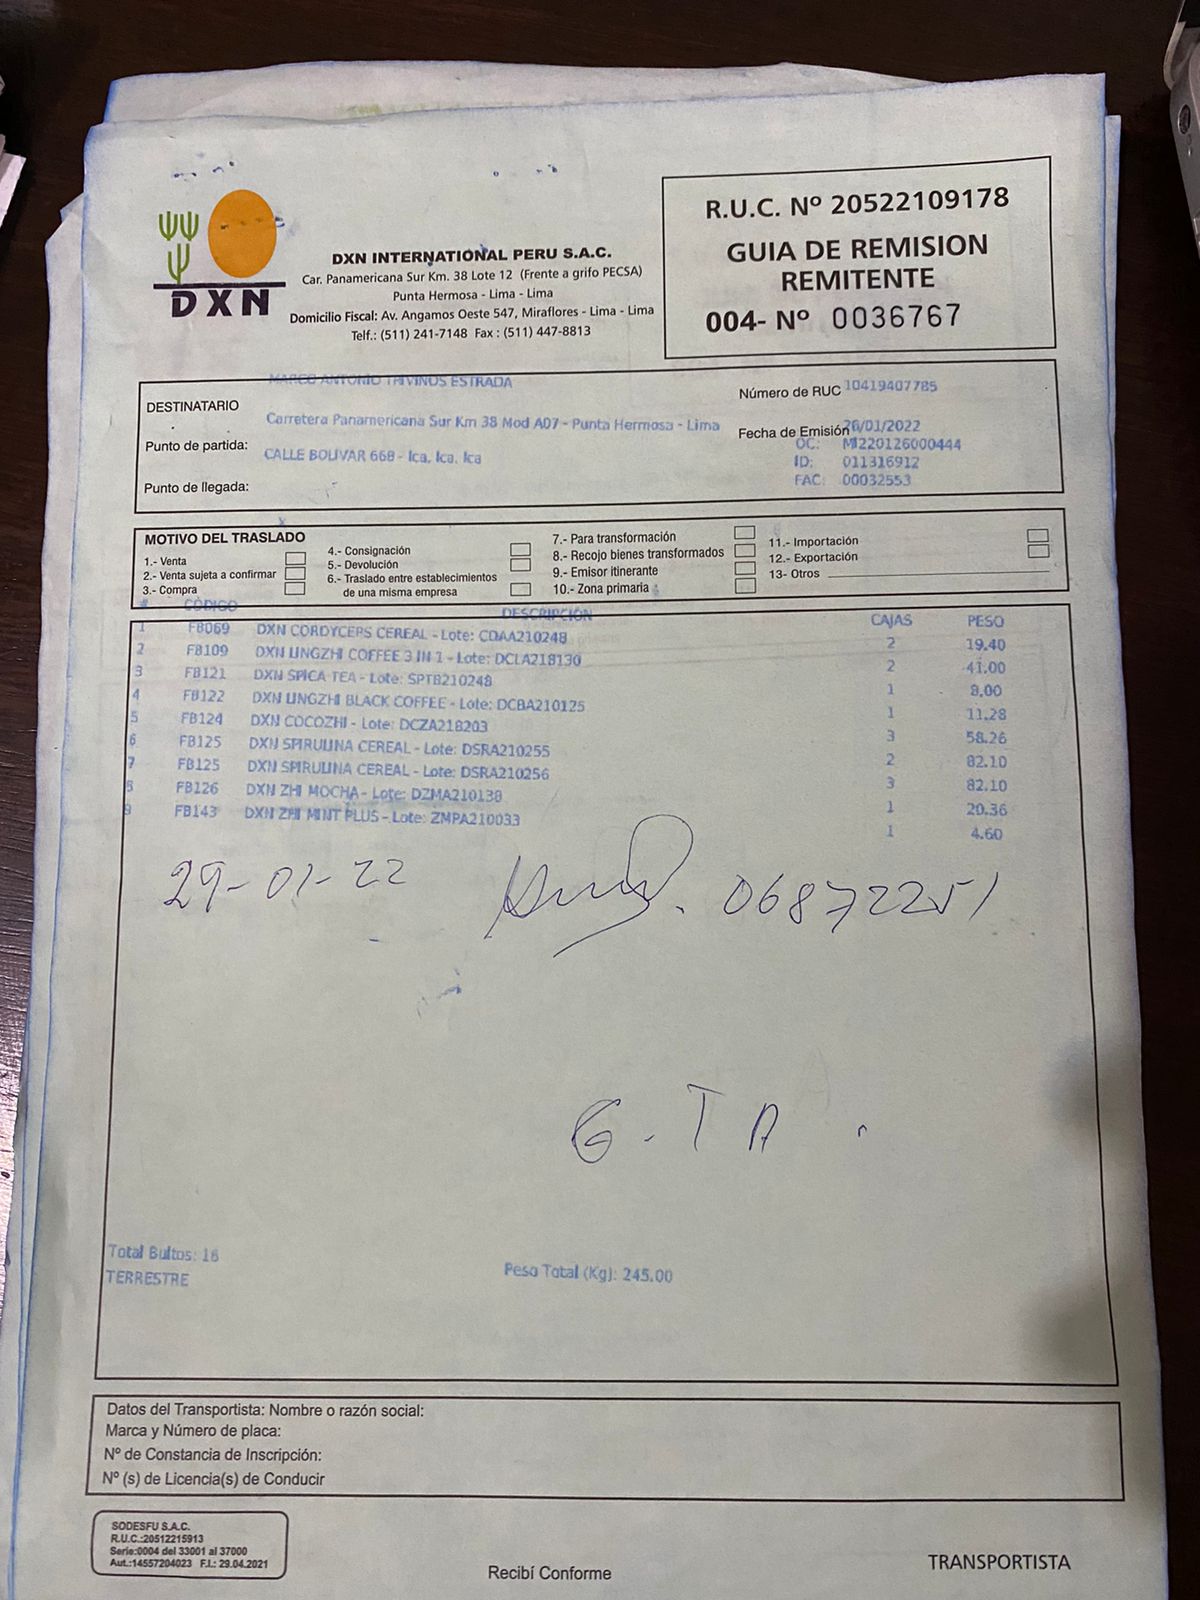 DXN
DXN INTERNATIONAL PERU S.A.C.
Car. Panamericana Sur Km. 38 Lote 12 (Frente a grifo PECSA)
Punta Hermosa - Lima - Lima
Domicilio Fiscal: Av. Angamos Oeste 547, Miraflores - Lima - Lima
Telf.: (511) 241-7148 Fax : (511) 447-8813
R.U.C. Nº 20522109178
GUIA DE REMISION
REMITENTE
004- Nº 0036767
MARCO ANTONIO TRIVINOS ESTRADA
DESTINATARIO
Número de RUC 10419407785
Carretera Panamericana Sur Km 38 Mod A07 - Punta Hermosa - Lima
Punto de partida:
Fecha de Emisión 26/01/2022
OC: MI220126000444
CALLE BOLIVAR 668 - Ica, Ica, Ica
ID: 011316912
Punto de llegada:
FAC: 00032553
MOTIVO DEL TRASLADO
1.- Venta
2.- Venta sujeta a confirmar
3.- Compra
4.- Consignación
5.- Devolución
6.- Traslado entre establecimientos
de una misma empresa
7.- Para transformación
8.- Recojo bienes transformados
9.- Emisor itinerante
10.- Zona primaria
11.- Importación
12.- Exportación
13- Otros
# CÓDIGO DESCRIPCIÓN CAJAS PESO
1 FB069 DXN CORDYCEPS CEREAL - Lote: CDAA210248 2 19.40
2 FB109 DXN LINGZHI COFFEE 3 IN 1 - Lote: DCLA218130 2 41.00
3 FB121 DXN SPICA TEA - Lote: SPTB210248 1 8.00
4 FB122 DXN LINGZHI BLACK COFFEE - Lote: DCBA210125 1 11.28
5 FB124 DXN COCOZHI - Lote: DCZA218203 3 58.26
6 FB125 DXN SPIRULINA CEREAL - Lote: DSRA210255 2 82.10
7 FB125 DXN SPIRULINA CEREAL - Lote: DSRA210256 3 82.10
8 FB126 DXN ZHI MOCHA - Lote: DZMA210138 1 20.36
9 FB143 DXN ZHI MINT PLUS - Lote: ZMPA210033 1 4.60
29-01-22 06872251
G. T A
Total Bultos: 16
TERRESTRE
Peso Total (Kg): 245.00
Datos del Transportista: Nombre o razón social:
Marca y Número de placa:
Nº de Constancia de Inscripción:
Nº (s) de Licencia(s) de Conducir
SODESFU S.A.C.
R.U.C.:20512215913
Serie:0004 del 33001 al 37000
Aut.:14557204023 F.I.: 29.04.2021
Recibí Conforme
TRANSPORTISTA